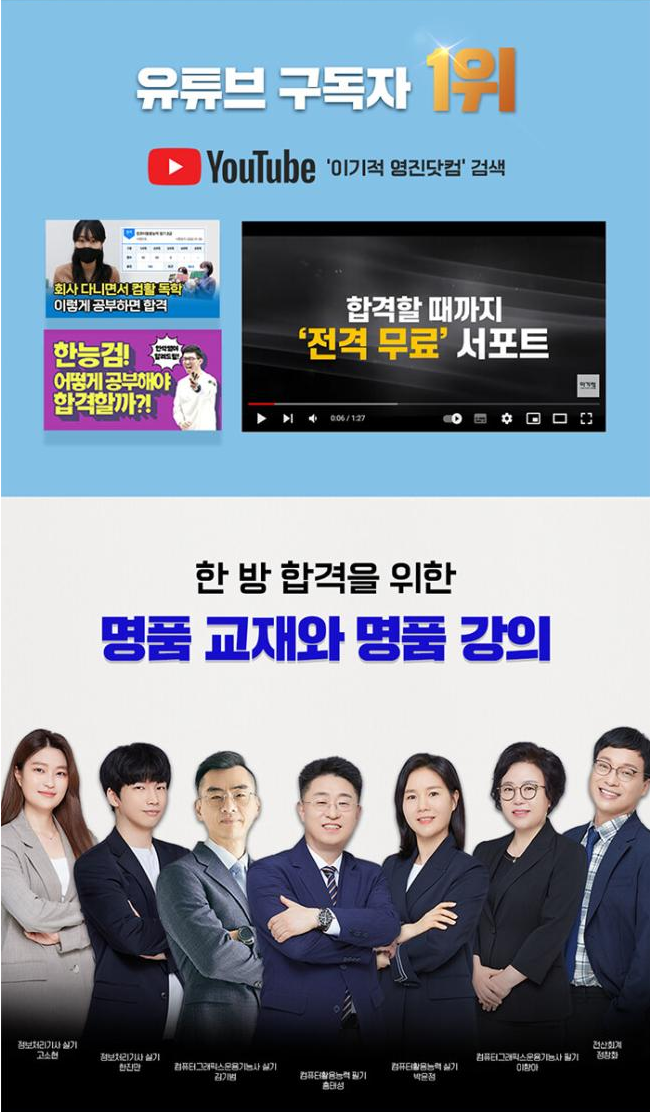 유튜브 구독자 1위
YouTube '이기적 영진닷컴' 검색
회사 다니면서 컴활 독학
이렇게 공부하면 합격
합격할 때까지
'전격 무료' 서포트
한능검!
어떻게 공부해야
합격할까?!
0:06 / 1:27
한 방 합격을 위한
명품 교재와 명품 강의
정보처리기사 실기
고소현
정보처리기사 실기
한진만
컴퓨터그래픽스운용기능사 실기
김기범
컴퓨터활용능력 필기
홍태성
컴퓨터활용능력 실기
박윤정
컴퓨터그래픽스운용기능사 필기
이향아
전산회계
정창화